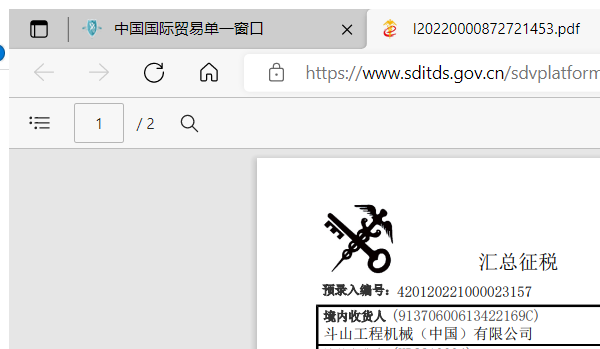 中国国际贸易单一窗口
I20220000872721453.pdf
https://www.sditds.gov.cn/sdvplatform
1 / 2
汇总征税
预录入编号：420120221000023157
境内收货人 (91370600613422169C)
斗山工程机械（中国）有限公司